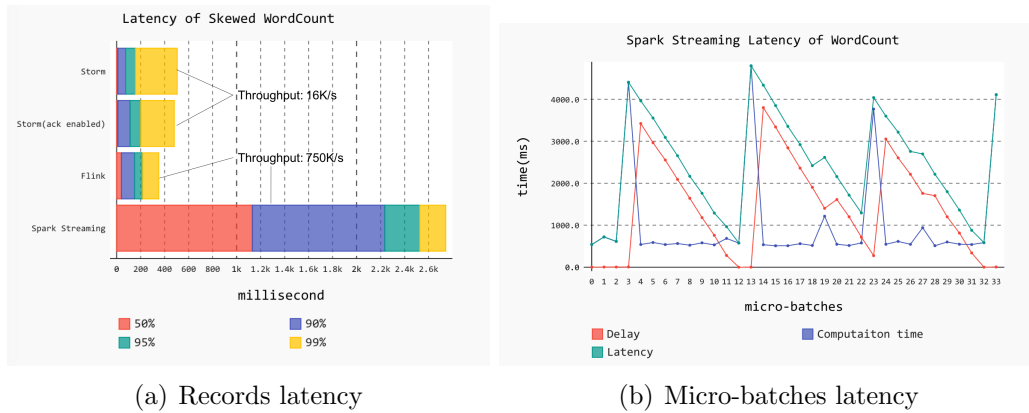 Latency of Skewed WordCount
Storm
Storm(ack enabled)
Flink
Spark Streaming
Throughput: 16K/s
Throughput: 750K/s
0 200 400 600 800 1k 1.2k 1.4k 1.6k 1.8k 2k 2.2k 2.4k 2.6k
millisecond
50% 90%
95% 99%
(a) Records latency
Spark Streaming Latency of WordCount
time(ms)
4000.0
3000.0
2000.0
1000.0
0.0
0 1 2 3 4 5 6 7 8 9 10 11 12 13 14 15 16 17 18 19 20 21 22 23 24 25 26 27 28 29 30 31 32 33
micro-batches
Delay Computaiton time
Latency
(b) Micro-batches latency